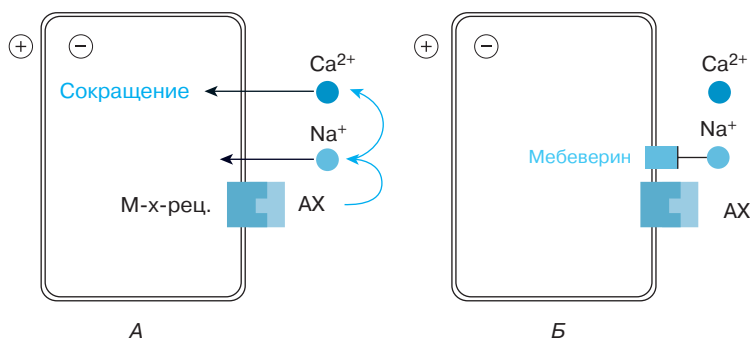 +
−
Ca²⁺
Сокращение
Na⁺
М-х-рец.
АХ
А
+
−
Ca²⁺
Na⁺
Мебеверин
АХ
Б